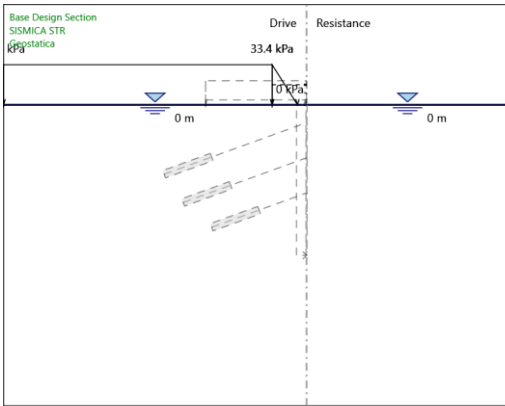 Base Design Section
SISMICA STR
Geostatica
Drive
Resistance
kPa
33.4 kPa
0 kPa
0 m
0 m